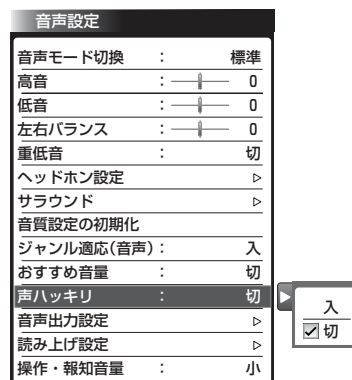 音声設定
音声モード切換 : 標準
高音 : 0
低音 : 0
左右バランス : 0
重低音 : 切
ヘッドホン設定
サラウンド
音質設定の初期化
ジャンル適応(音声) : 入
おすすめ音量 : 切
声ハッキリ : 切
入
切
音声出力設定
読み上げ設定
操作・報知音量 : 小